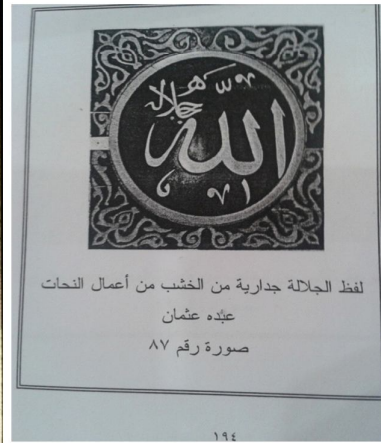 الله
جل جلاله
لفظ الجلالة جدارية من الخشب من أعمال النحات
عبده عثمان
صورة رقم ٨٧
١٩٤